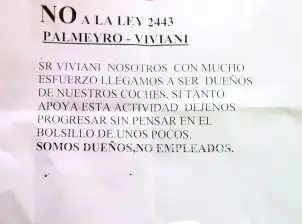 NO A LA LEY 2443
PALMEYRO - VIVIANI
SR VIVIANI NOSOTROS CON MUCHO
ESFUERZO LLEGAMOS A SER DUEÑOS
DE NUESTROS COCHES. SI TANTO
APOYA ESTA ACTIVIDAD DEJENOS
PROGRESAR SIN PENSAR EN EL
BOLSILLO DE UNOS POCOS.
SOMOS DUEÑOS,NO EMPLEADOS.